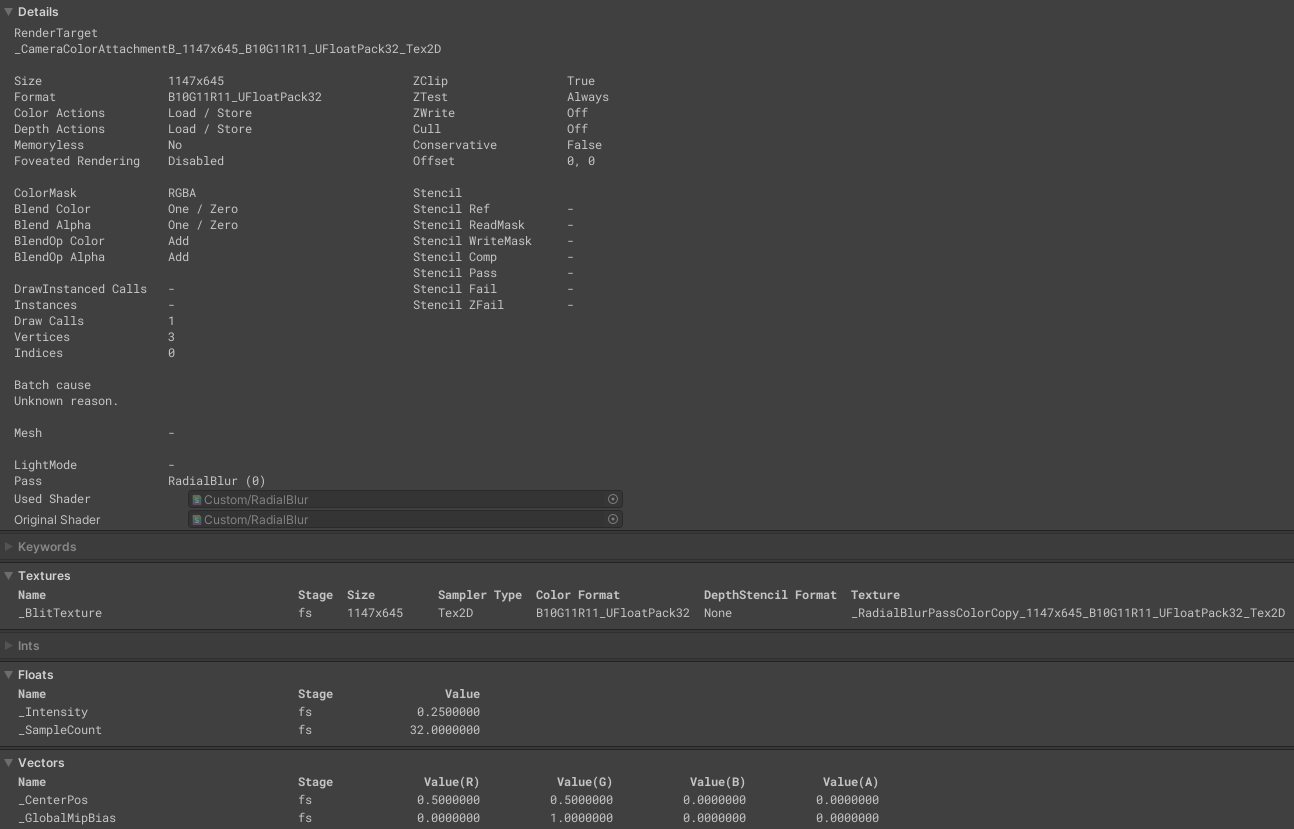 Details
RenderTarget
_CameraColorAttachmentB_1147x645_B10G11R11_UFloatPack32_Tex2D
Size 1147x645 ZClip True
Format B10G11R11_UFloatPack32 ZTest Always
Color Actions Load / Store ZWrite Off
Depth Actions Load / Store Cull Off
Memoryless No Conservative False
Foveated Rendering Disabled Offset 0, 0
ColorMask RGBA Stencil
Blend Color One / Zero Stencil Ref -
Blend Alpha One / Zero Stencil ReadMask -
BlendOp Color Add Stencil WriteMask -
BlendOp Alpha Add Stencil Comp -
Stencil Pass -
DrawInstanced Calls - Stencil Fail -
Instances - Stencil ZFail -
Draw Calls 1
Vertices 3
Indices 0
Batch cause
Unknown reason.
Mesh -
LightMode -
Pass RadialBlur (0)
Used Shader Custom/RadialBlur
Original Shader Custom/RadialBlur
Keywords
Textures
Name Stage Size Sampler Type Color Format DepthStencil Format Texture
_BlitTexture fs 1147x645 Tex2D B10G11R11_UFloatPack32 None _RadialBlurPassColorCopy_1147x645_B10G11R11_UFloatPack32_Tex2D
Ints
Floats
Name Stage Value
_Intensity fs 0.2500000
_SampleCount fs 32.0000000
Vectors
Name Stage Value(R) Value(G) Value(B) Value(A)
_CenterPos fs 0.5000000 0.5000000 0.0000000 0.0000000
_GlobalMipBias fs 0.0000000 1.0000000 0.0000000 0.0000000